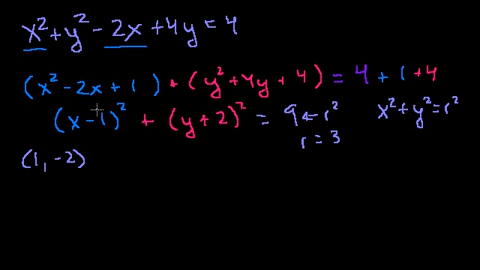 x² + y² - 2x + 4y = 4
(x² - 2x + 1) + (y² + 4y + 4) = 4 + 1 + 4
(x - 1)² + (y + 2)² = 9 ← r² x² + y² = r²
r = 3
(1, -2)